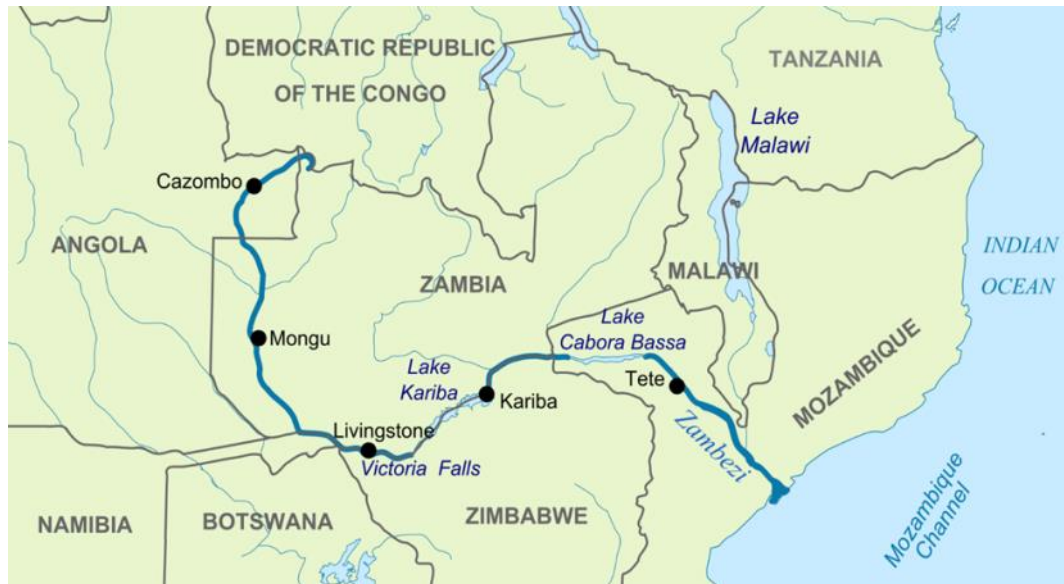 DEMOCRATIC REPUBLIC
OF THE CONGO
TANZANIA
Lake
Malawi
Cazombo
ANGOLA
ZAMBIA
MALAWI
INDIAN
OCEAN
Mongu
Lake
Cabora Bassa
Lake
Kariba
Kariba
Tete
MOZAMBIQUE
Livingstone
Victoria Falls
Zambezi
NAMIBIA
BOTSWANA
ZIMBABWE
Mozambique
Channel